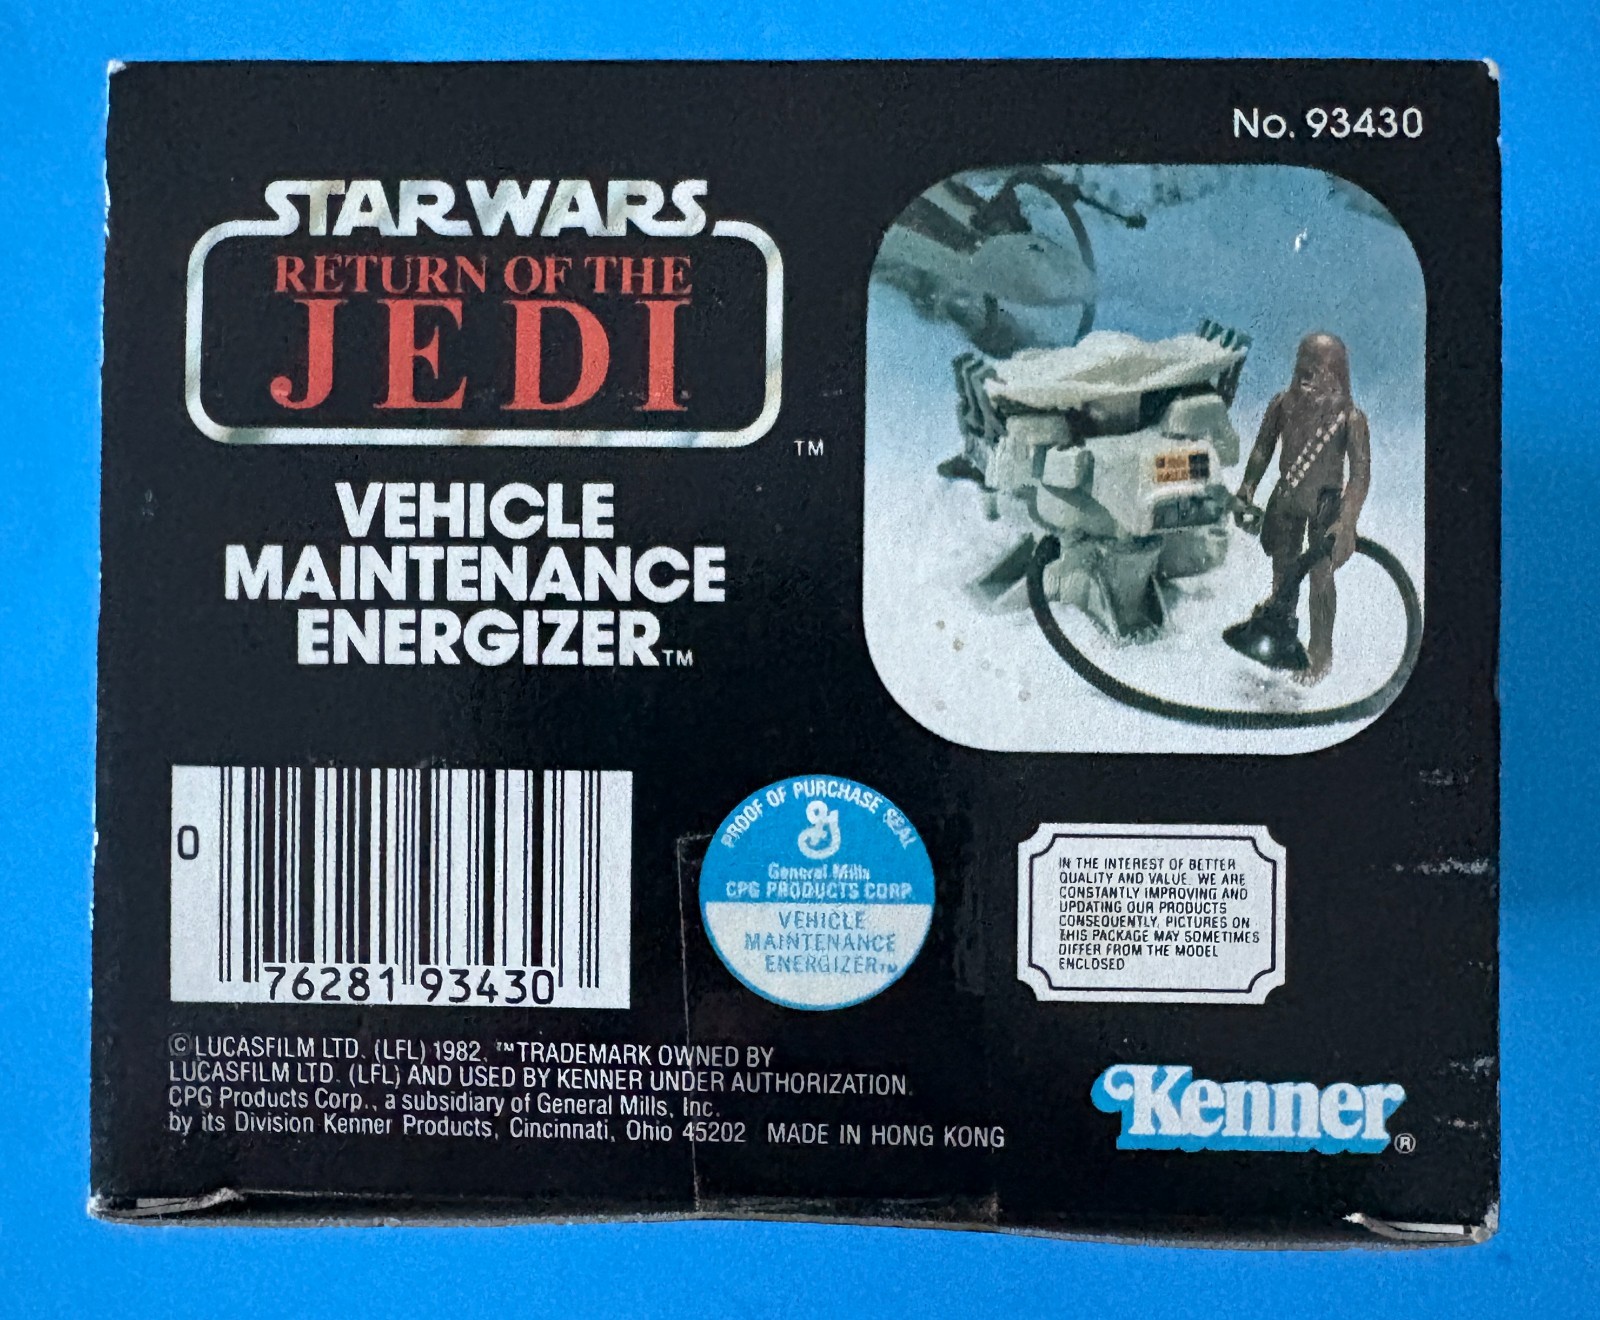 No. 93430
STAR WARS
RETURN OF THE
JEDI
TM
VEHICLE
MAINTENANCE
ENERGIZER TM
0
76281 93430
PROOF OF PURCHASE SEAL
General Mills
CPG PRODUCTS CORP.
VEHICLE
MAINTENANCE
ENERGIZER TM
IN THE INTEREST OF BETTER
QUALITY AND VALUE, WE ARE
CONSTANTLY IMPROVING AND
UPDATING OUR PRODUCTS
CONSEQUENTLY, PICTURES ON
THIS PACKAGE MAY SOMETIMES
DIFFER FROM THE MODEL
ENCLOSED
© LUCASFILM LTD. (LFL) 1982. ™TRADEMARK OWNED BY
LUCASFILM LTD. (LFL) AND USED BY KENNER UNDER AUTHORIZATION.
CPG Products Corp., a subsidiary of General Mills, Inc.
by its Division Kenner Products, Cincinnati, Ohio 45202 MADE IN HONG KONG
Kenner®